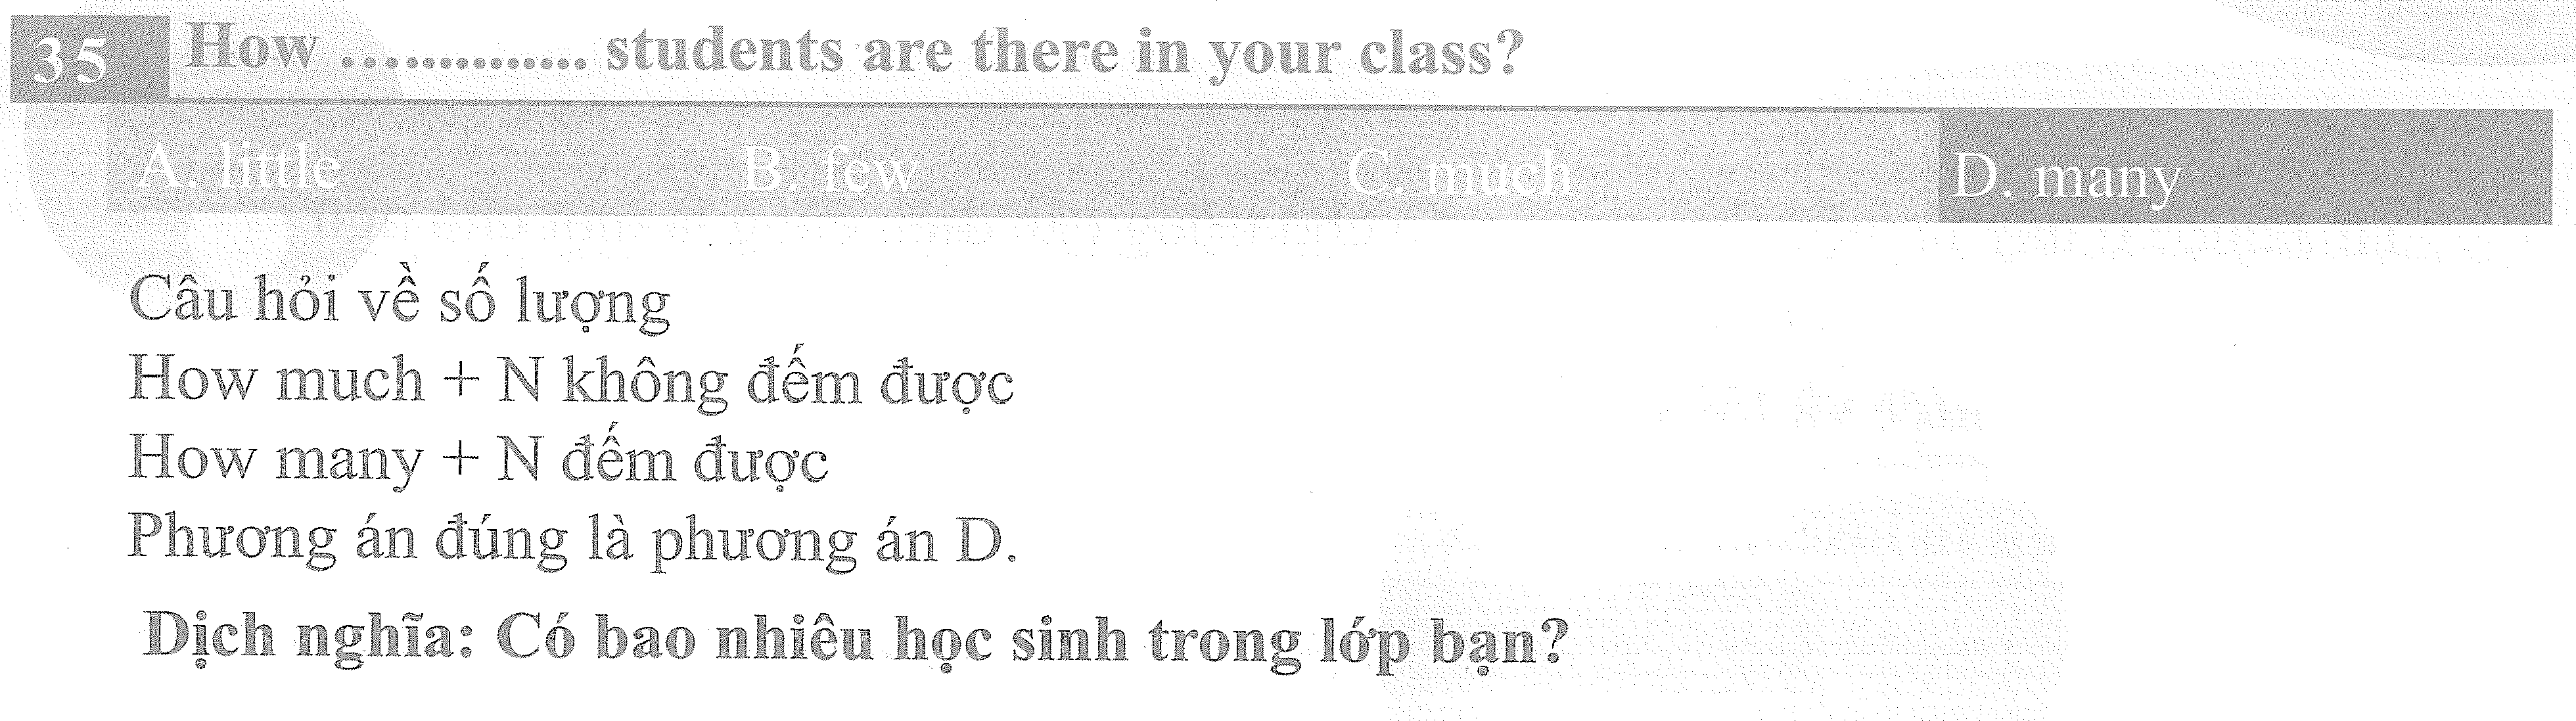 35 How .............. students are there in your class?
A. little B. few C. much D. many
Câu hỏi về số lượng
How much + N không đếm được
How many + N đếm được
Phương án đúng là phương án D.
Dịch nghĩa: Có bao nhiêu học sinh trong lớp bạn?